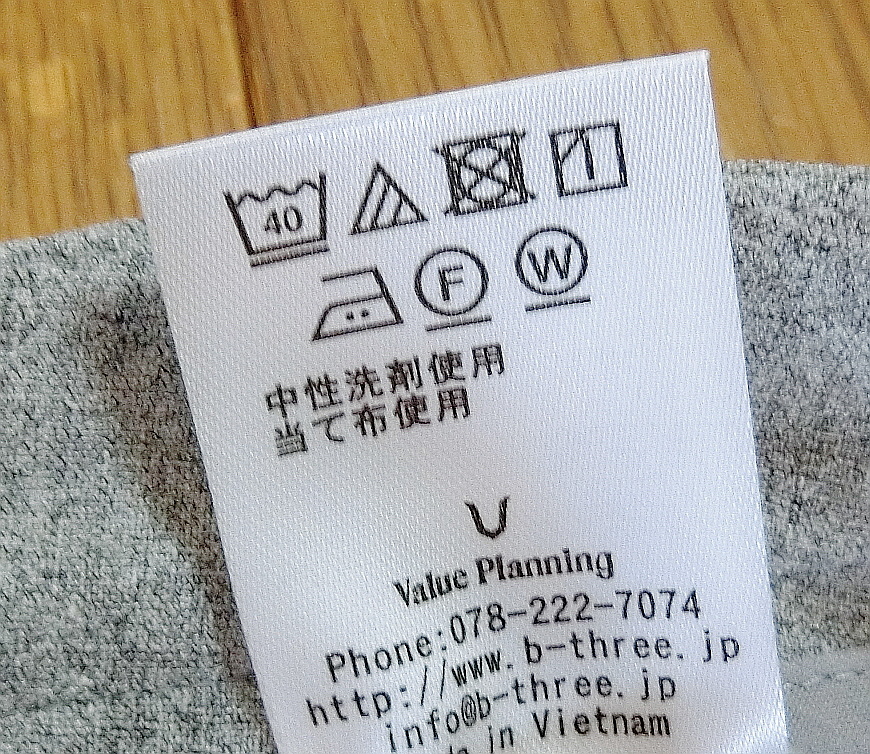 40
F W
中性洗剤使用
当て布使用
Value Planning
Phone:078-222-7074
http://www.b-three.jp
info@b-three.jp
in Vietnam